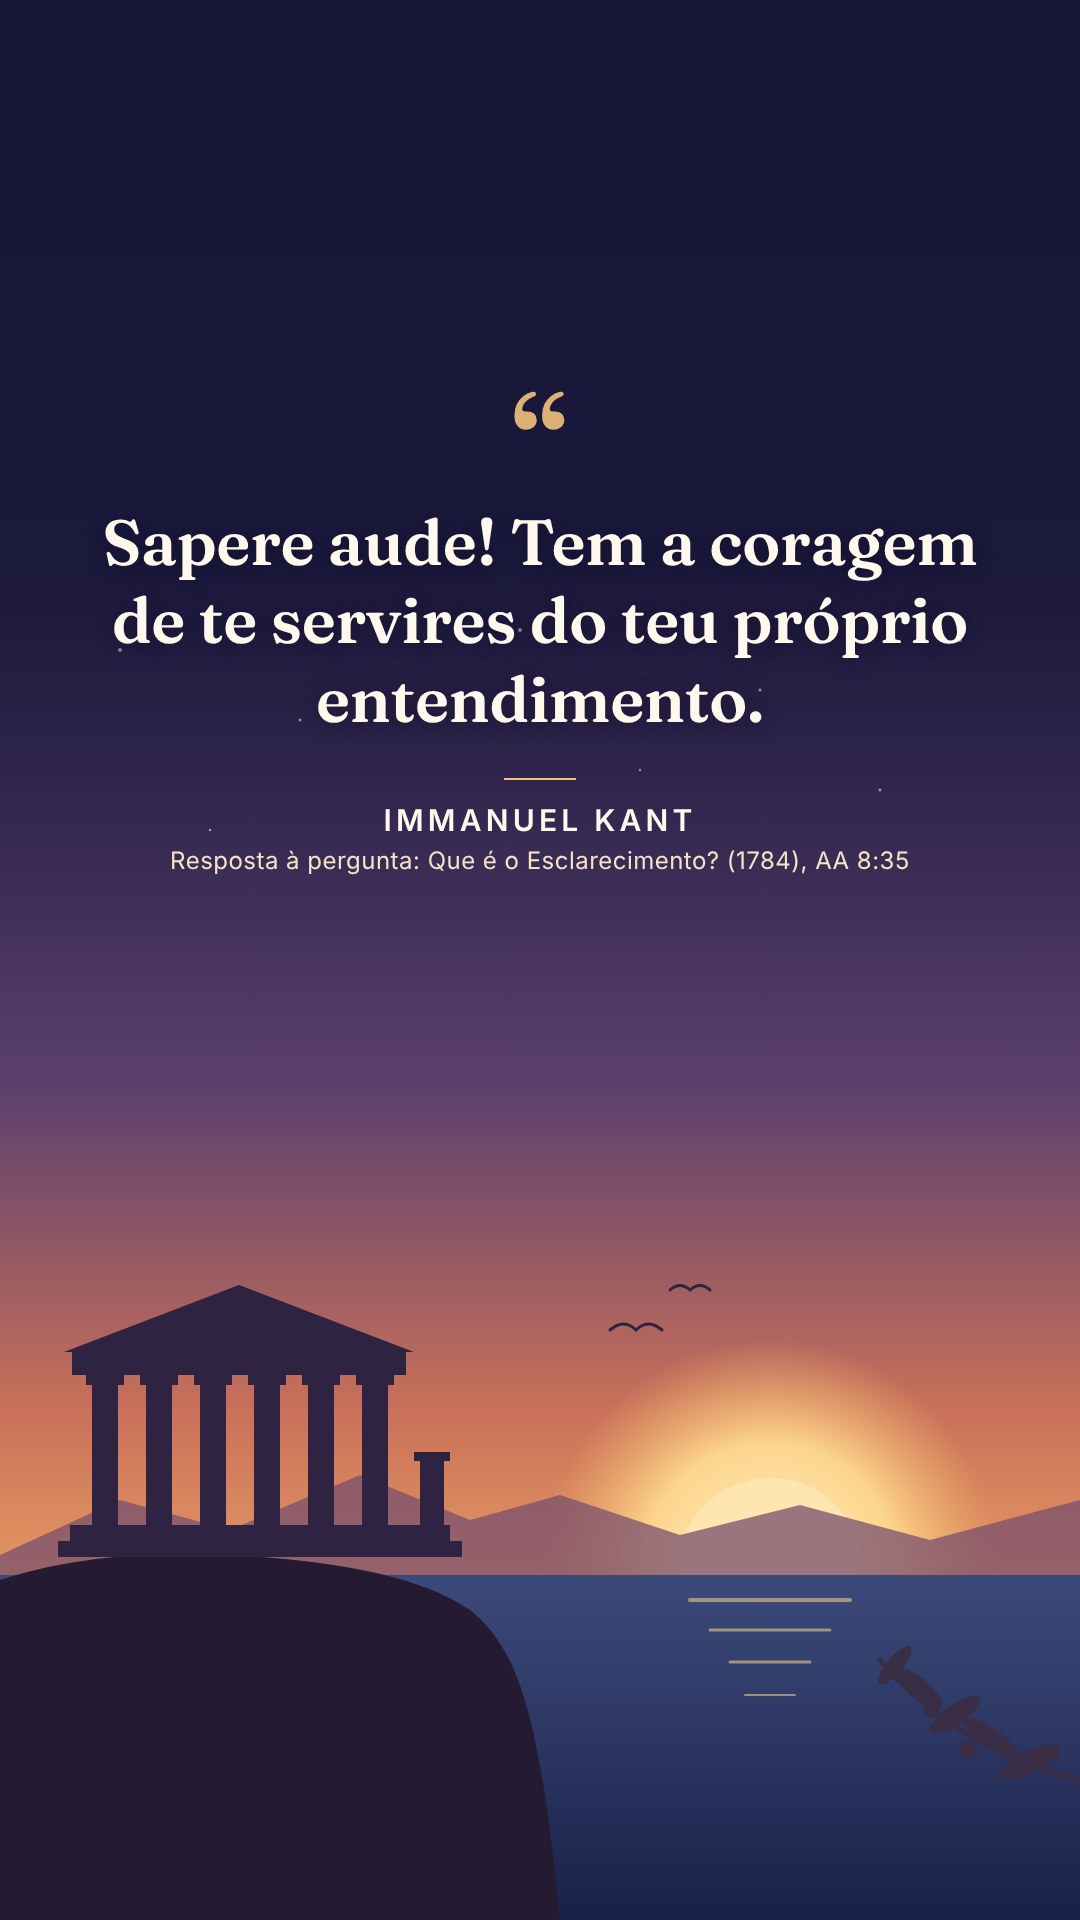 “
Sapere aude! Tem a coragem
de te servires do teu próprio
entendimento.
IMMANUEL KANT
Resposta à pergunta: Que é o Esclarecimento? (1784), AA 8:35